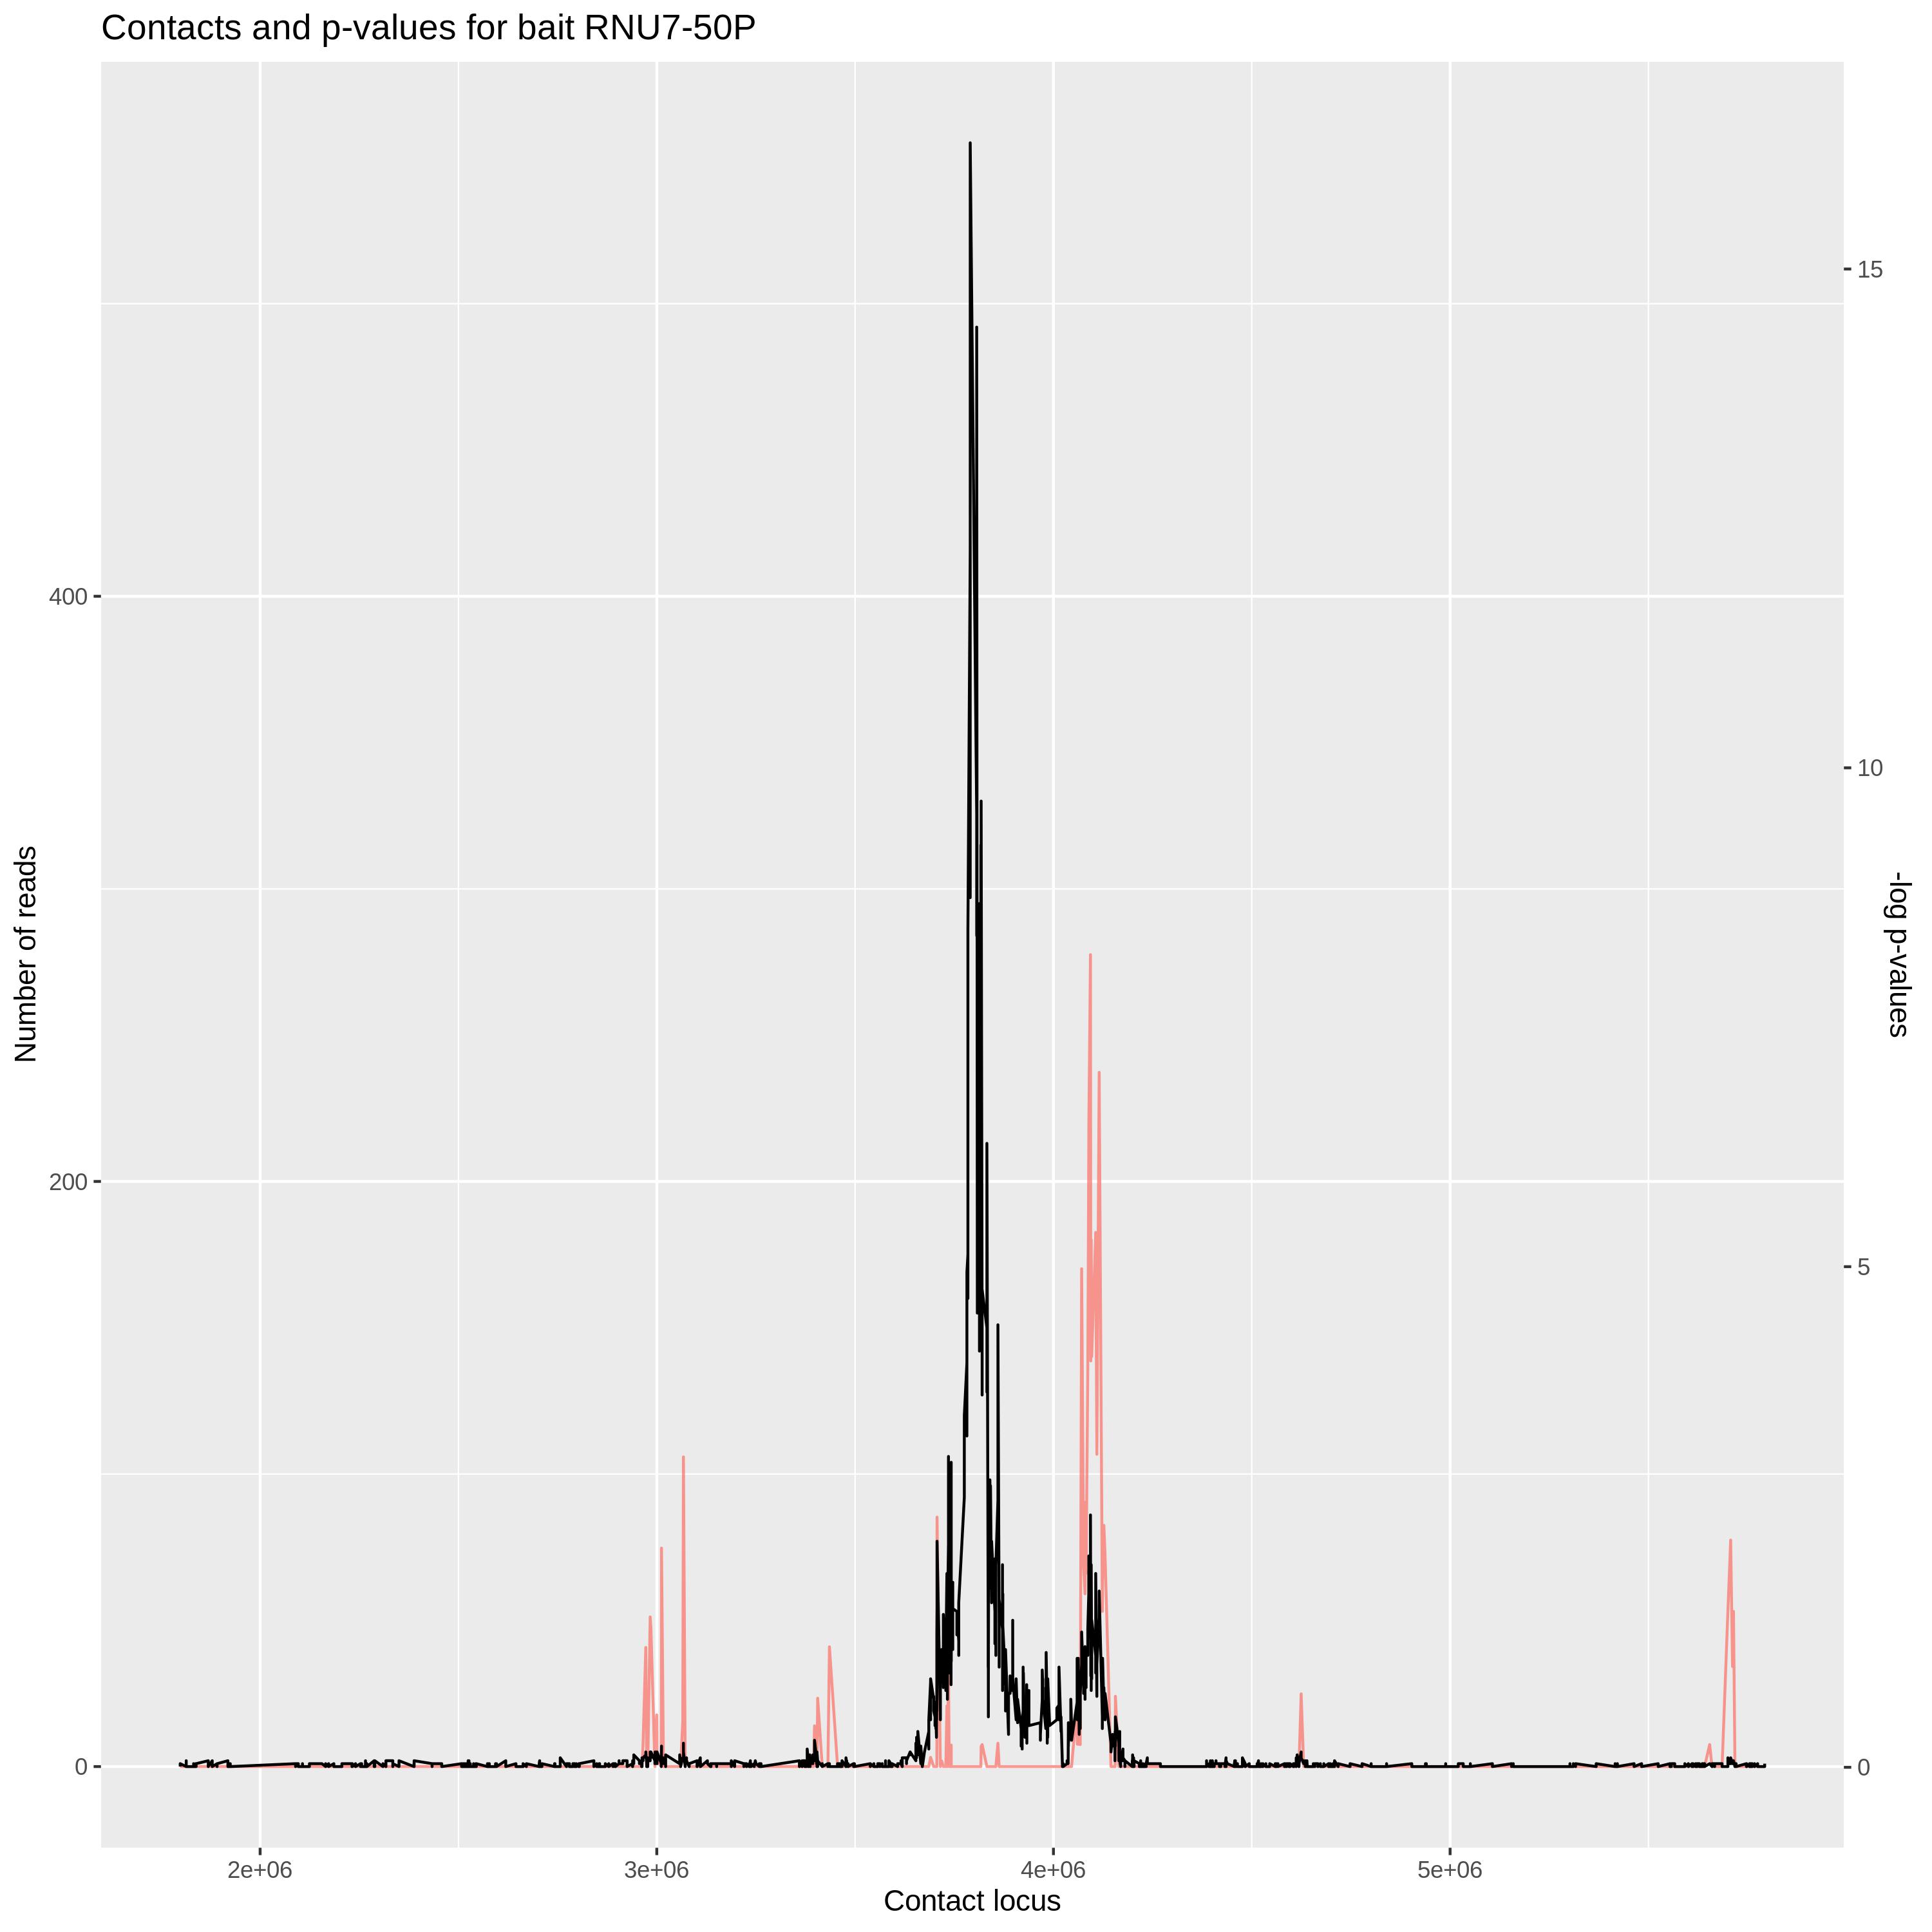 Contacts and p-values for bait RNU7-50P
Number of reads
400
200
0
15
10
5
0
-log p-values
2e+06
3e+06
4e+06
5e+06
Contact locus